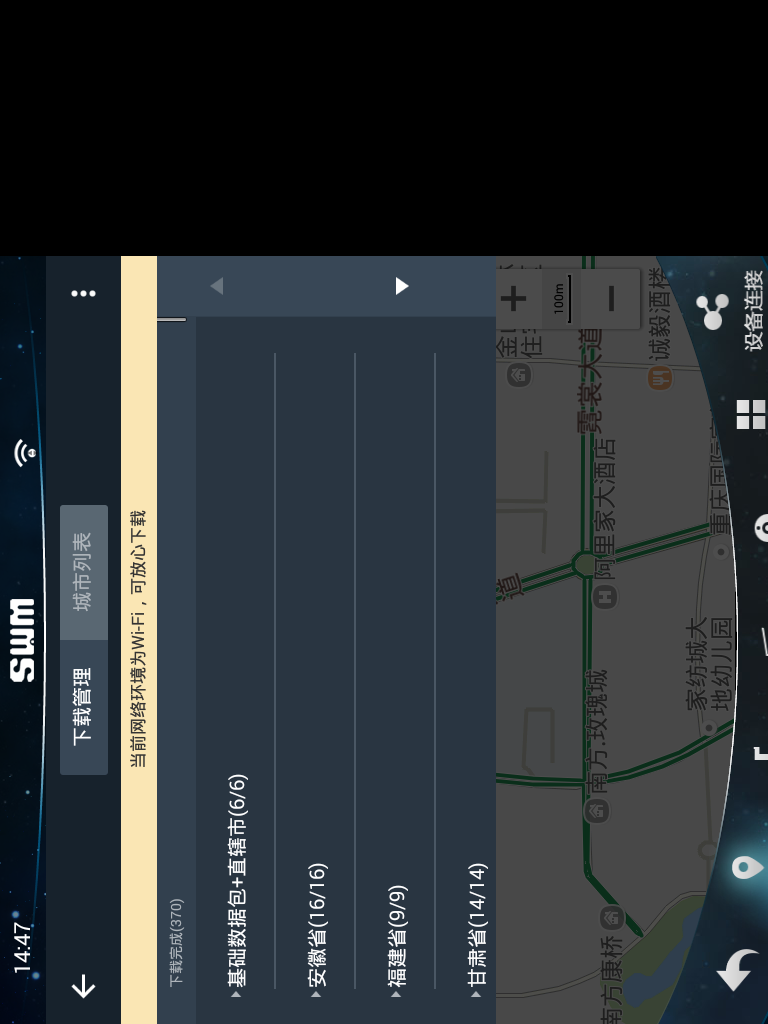 14:47
SWM
下载管理
城市列表
当前网络环境为Wi-Fi，可放心下载
下载完成(370)
基础数据包+直辖市(6/6)
安徽省(16/16)
福建省(9/9)
甘肃省(14/14)
100m
霓裳大道
诚毅酒楼
道
阿里家大酒店
重庆国际
家纺城大
地幼儿园
南方.玫瑰城
南方康桥
设备连接